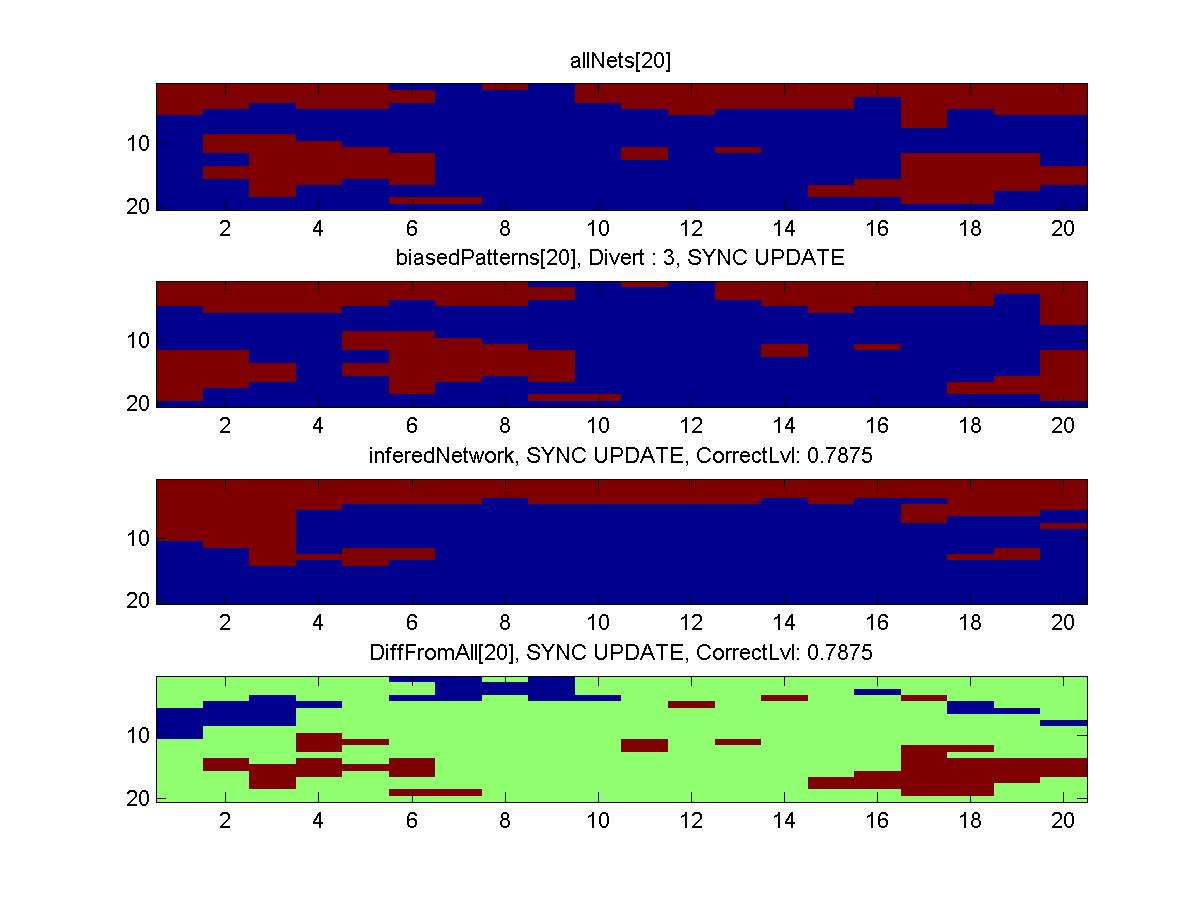 allNets[20]
10
20
2 4 6 8 10 12 14 16 18 20
biasedPatterns[20], Divert : 3, SYNC UPDATE
10
20
2 4 6 8 10 12 14 16 18 20
inferedNetwork, SYNC UPDATE, CorrectLvl: 0.7875
10
20
2 4 6 8 10 12 14 16 18 20
DiffFromAll[20], SYNC UPDATE, CorrectLvl: 0.7875
10
20
2 4 6 8 10 12 14 16 18 20